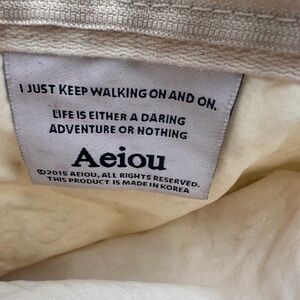 I JUST KEEP WALKING ON AND ON.
LIFE IS EITHER A DARING
ADVENTURE OR NOTHING
Aeiou
©2015 AEIOU, ALL RIGHTS RESERVED.
THIS PRODUCT IS MADE IN KOREA